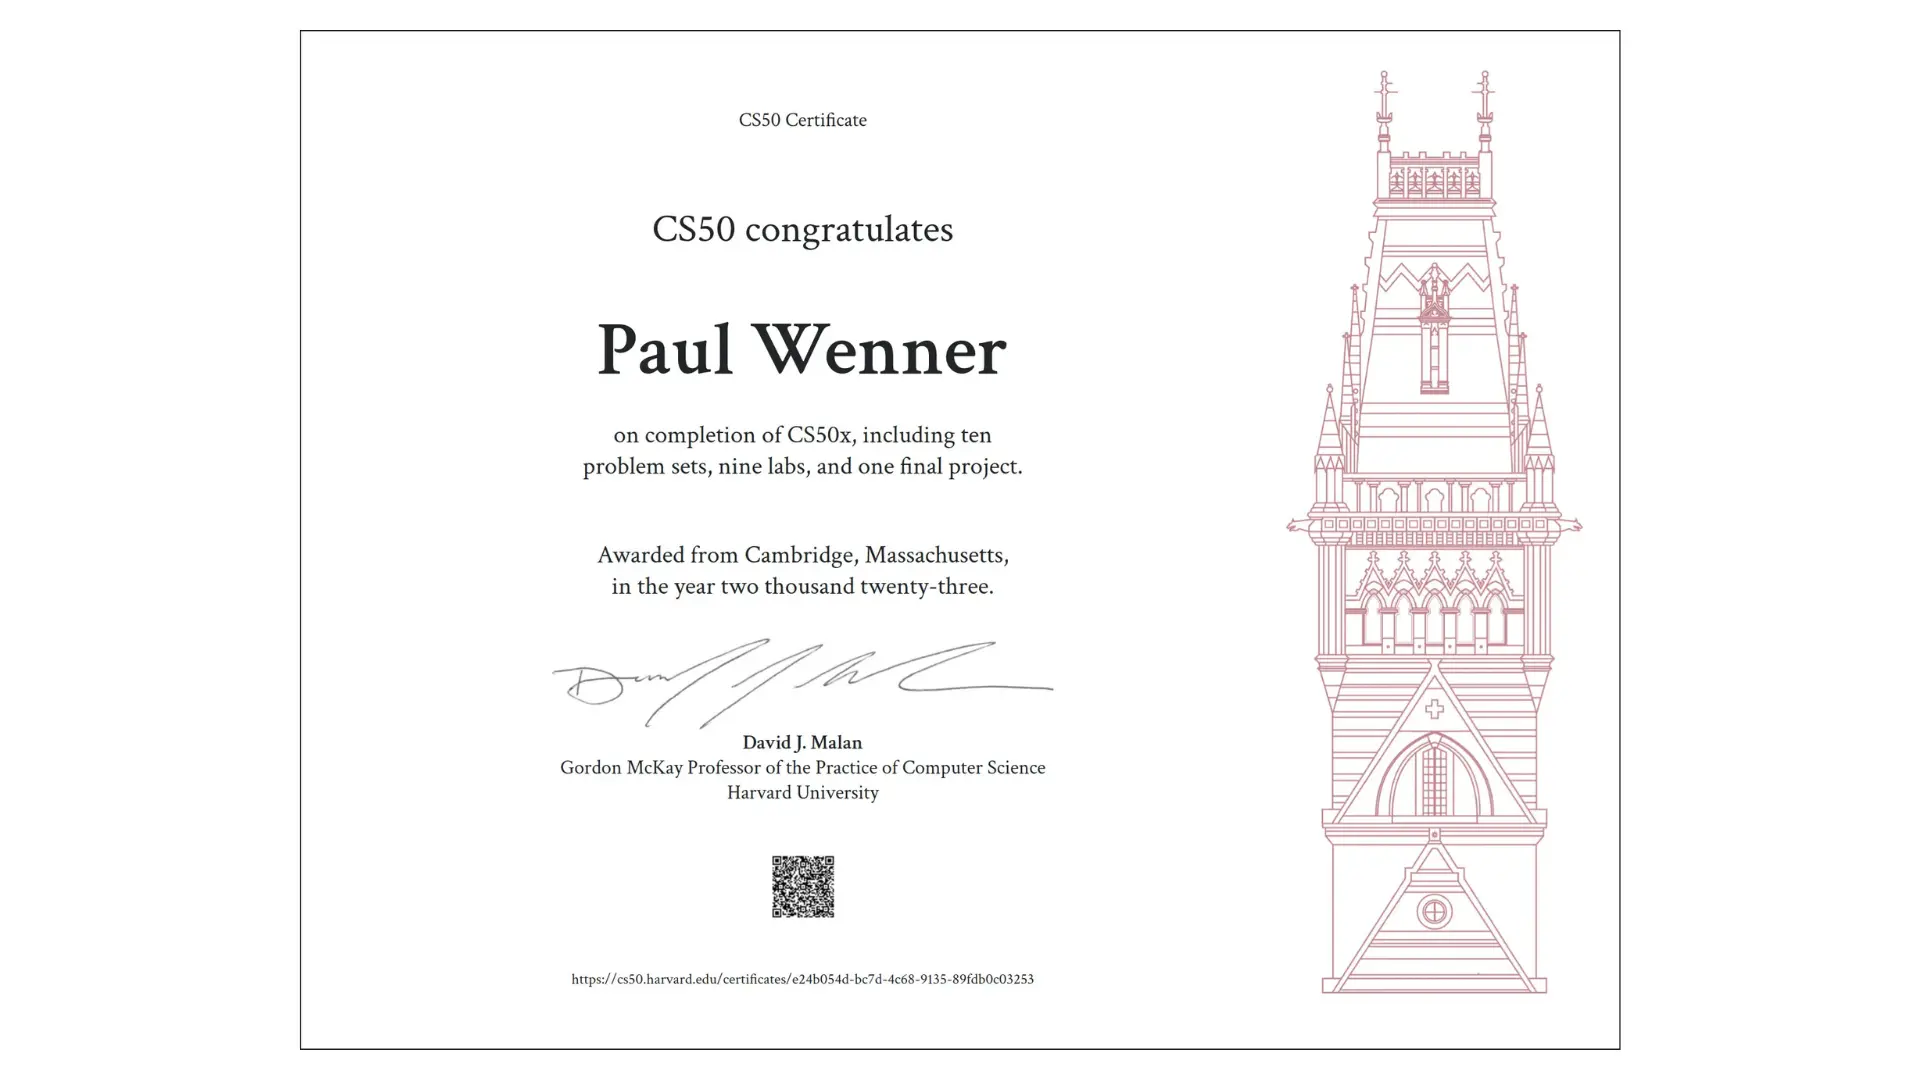 CS50 Certificate
CS50 congratulates
Paul Wenner
on completion of CS50x, including ten
problem sets, nine labs, and one final project.
Awarded from Cambridge, Massachusetts,
in the year two thousand twenty-three.
David J. Malan
Gordon McKay Professor of the Practice of Computer Science
Harvard University
https://cs50.harvard.edu/certificates/e24b054d-bc7d-4c68-9135-89fdb0c03253